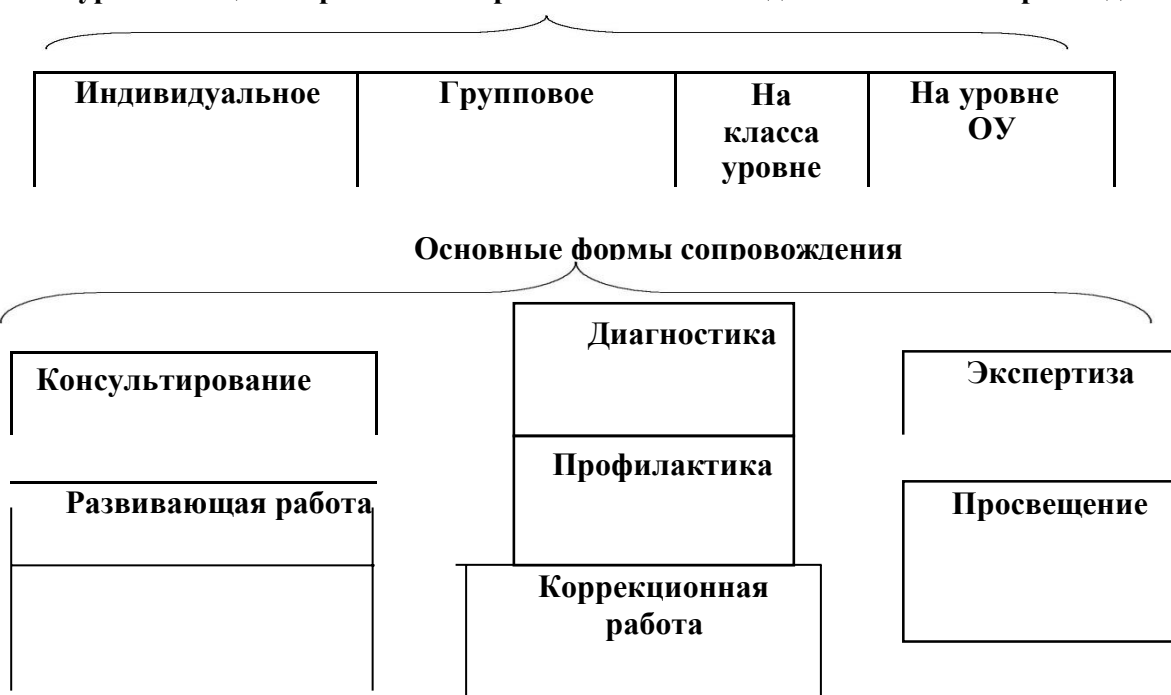 Индивидуальное
Групповое
На
класса
уровне
На уровне
ОУ
Основные формы сопровождения
Консультирование
Диагностика
Экспертиза
Развивающая работа
Профилактика
Просвещение
Коррекционная
работа